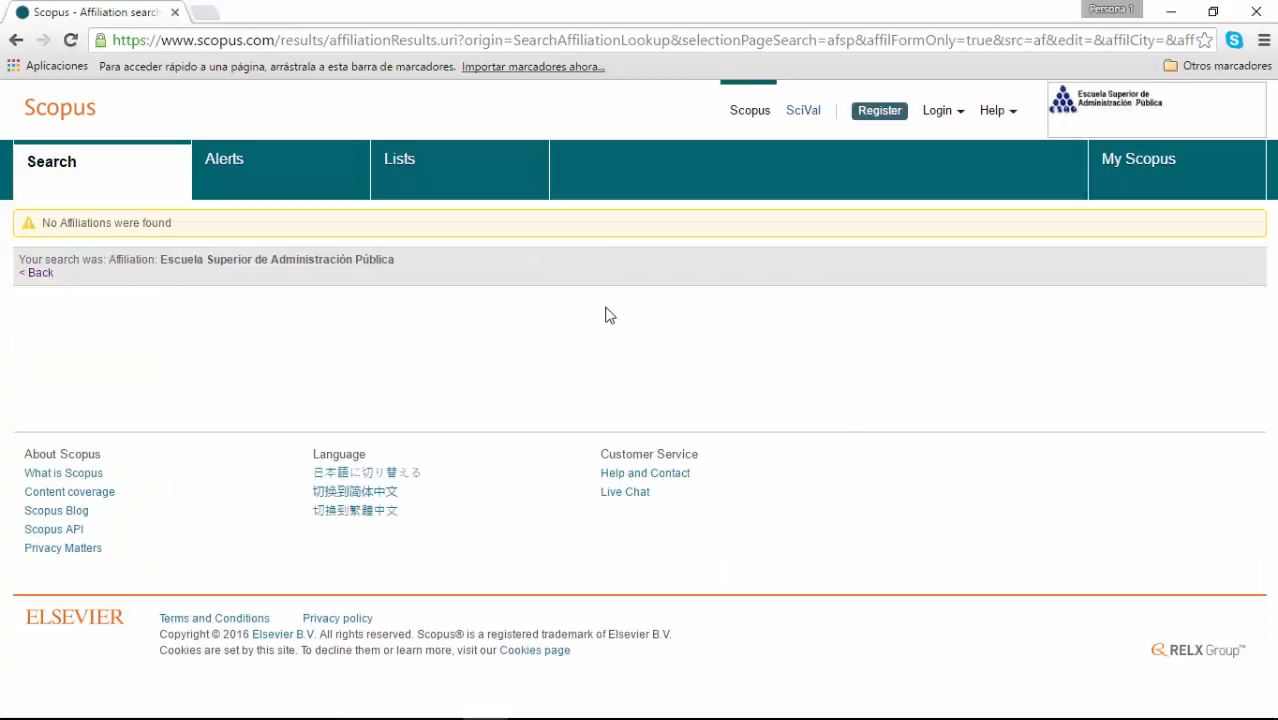 Scopus - Affiliation searc
Persona 1
https://www.scopus.com/results/affiliationResults.uri?origin=SearchAffiliationLookup&selectionPageSearch=afsp&affilFormOnly=true&src=af&edit=&affilCity=&aff
Aplicaciones
Para acceder rápido a una página, arrástrala a esta barra de marcadores. Importar marcadores ahora...
Otros marcadores
Scopus
Scopus
SciVal
Register
Login
Help
Escuela Superior de
Administración Pública
esap
Search
Alerts
Lists
My Scopus
No Affiliations were found
Your search was: Affiliation: Escuela Superior de Administración Pública
< Back
About Scopus
What is Scopus
Content coverage
Scopus Blog
Scopus API
Privacy Matters
Language
日本語に切り替える
切换到简体中文
切換到繁體中文
Customer Service
Help and Contact
Live Chat
ELSEVIER
Terms and Conditions
Privacy policy
Copyright © 2016 Elsevier B.V. All rights reserved. Scopus® is a registered trademark of Elsevier B.V.
Cookies are set by this site. To decline them or learn more, visit our Cookies page
RELX Group™